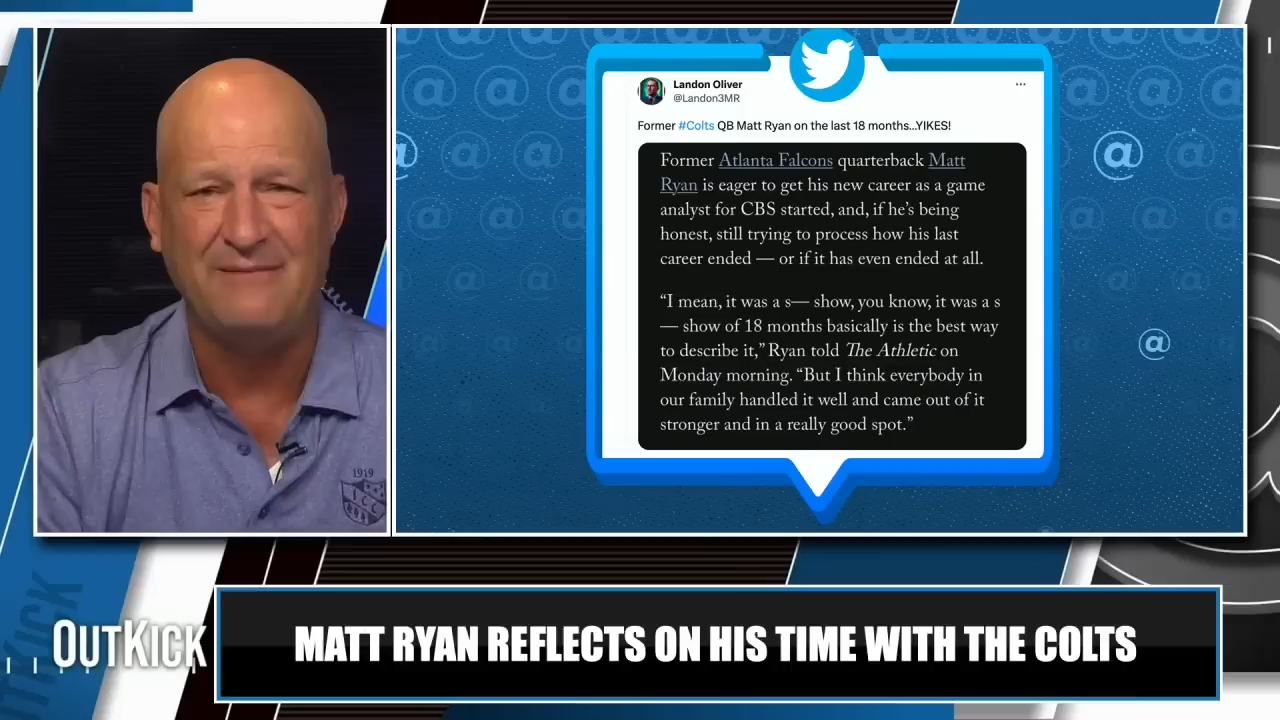 Landon Oliver
@Landon3MR
Former #Colts QB Matt Ryan on the last 18 months...YIKES!
Former Atlanta Falcons quarterback Matt
Ryan is eager to get his new career as a game
analyst for CBS started, and, if he's being
honest, still trying to process how his last
career ended — or if it has even ended at all.
“I mean, it was a s— show, you know, it was a s
— show of 18 months basically is the best way
to describe it,” Ryan told The Athletic on
Monday morning. “But I think everybody in
our family handled it well and came out of it
stronger and in a really good spot.”
1919
ICC
OUTKICK
OUTKICK
MATT RYAN REFLECTS ON HIS TIME WITH THE COLTS